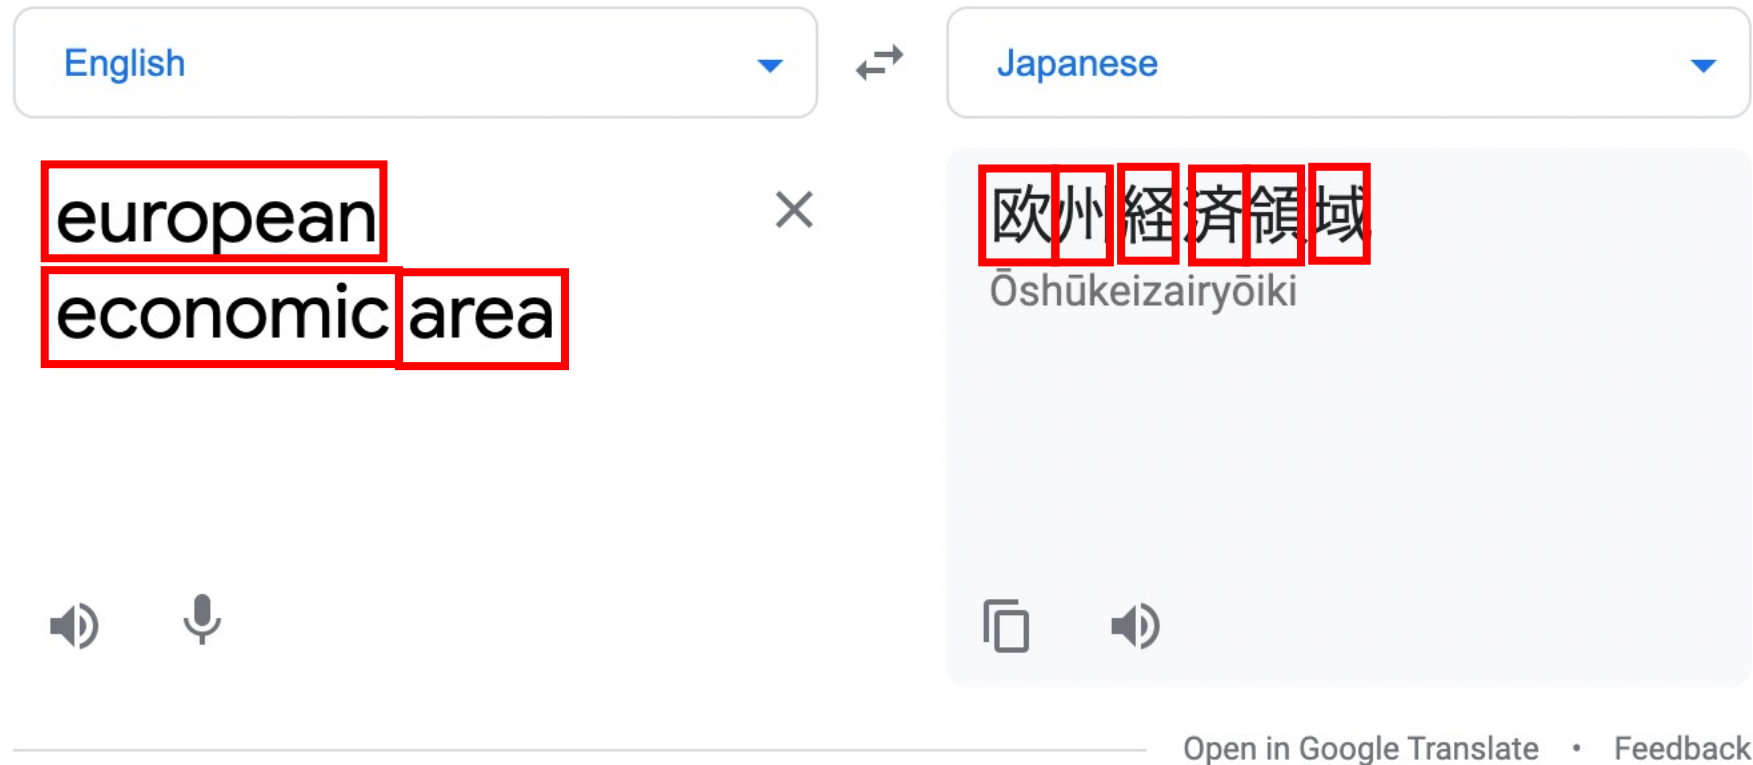 English
Japanese
european
economic area
欧州経済領域
Ōshūkeizairyōiki
Open in Google Translate • Feedback